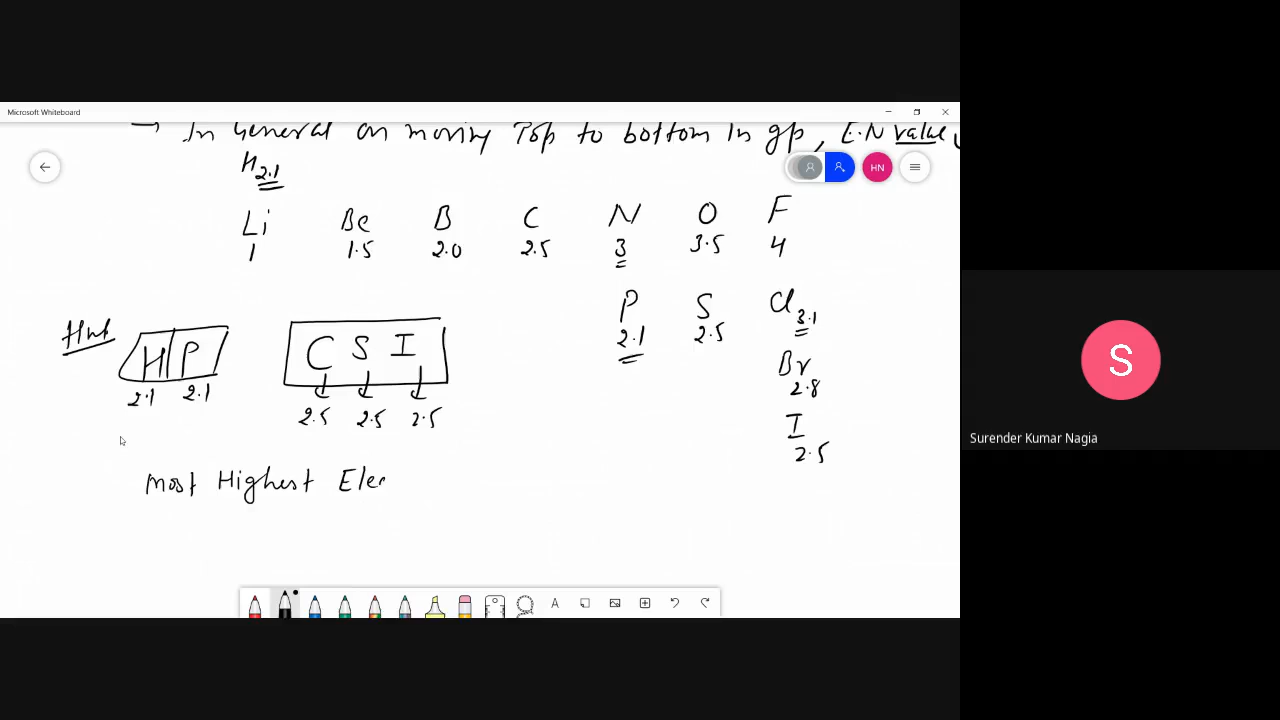 Microsoft Whiteboard
→ In General on moving Top to bottom in gp, E.N value ↓
H 2.1
HN
Li Be B C N O F
1 1.5 2.0 2.5 3 3.5 4
P S Cl 3.1
2.1 2.5
Hint HP CSI
2.1 2.1 2.5 2.5 2.5
Br
2.8
I
2.5
Most Highest Elec
S
Surender Kumar Nagia
A